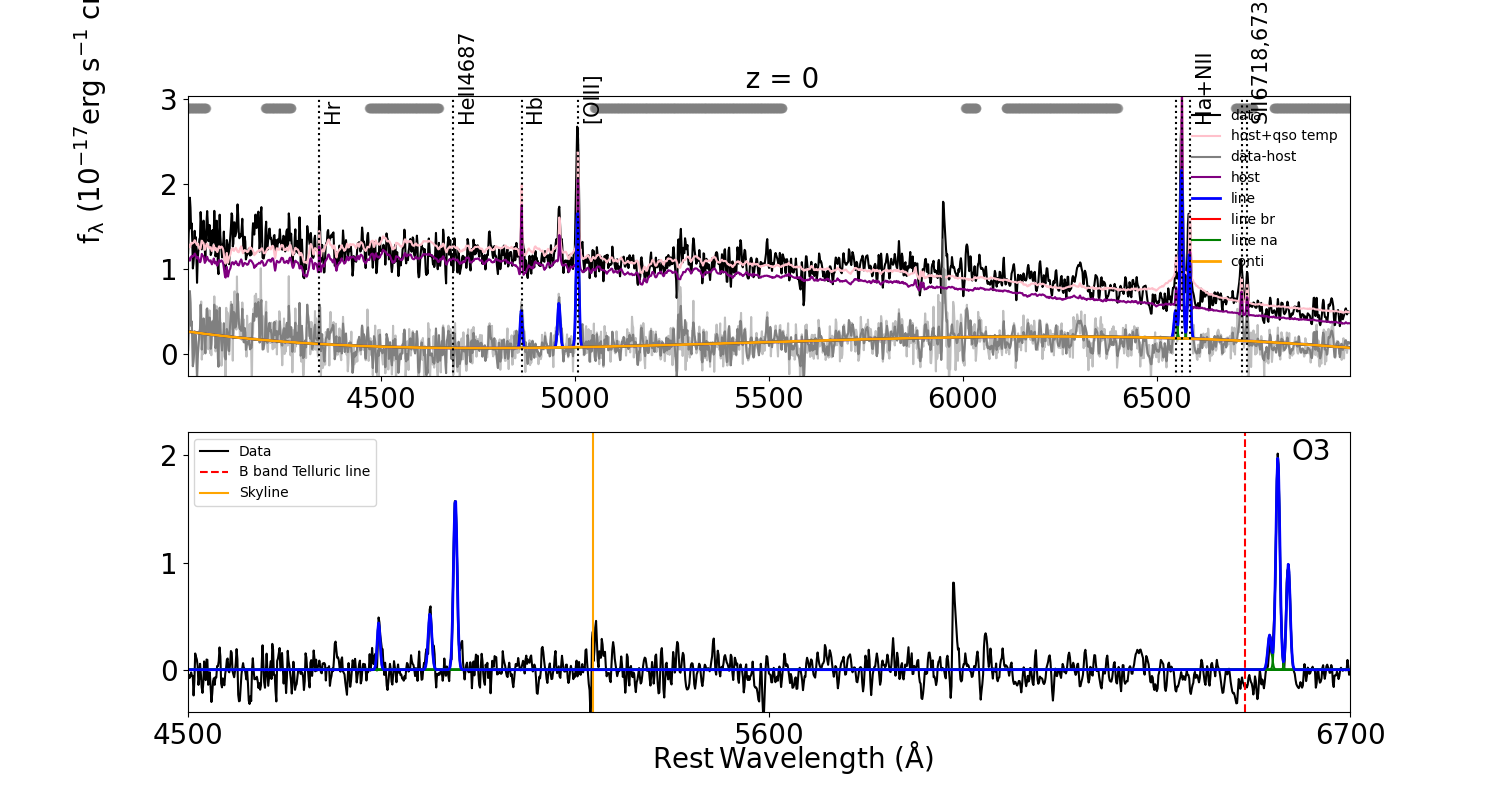 z = 0
f_λ (10^−17 erg s^−1 c
Hr
HeII4687
Hb
[OIII]
Ha+NII
SII6718,673
3
2
1
0
data
host+qso temp
data-host
host
line
line br
line na
conti
4500 5000 5500 6000 6500
2
1
0
Data
B band Telluric line
Skyline
O3
4500 5600 6700
Rest Wavelength (Å)